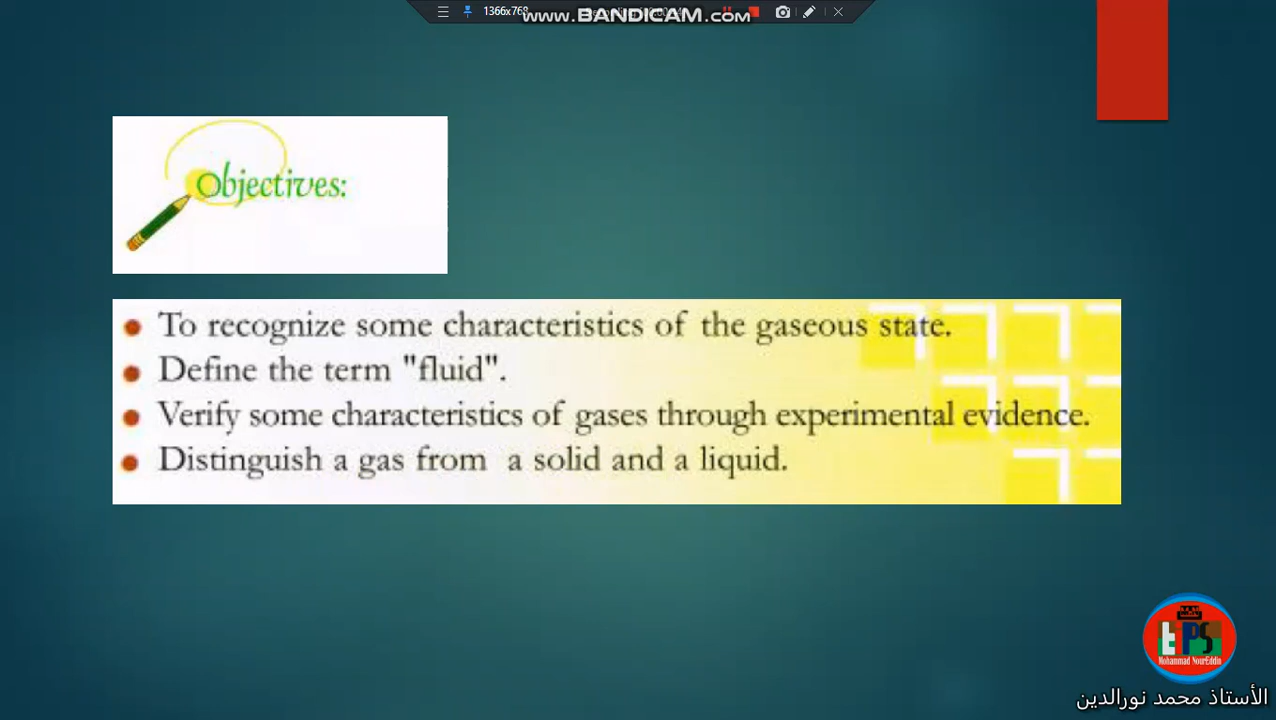 1366x768
www.BANDICAM.com
Objectives:
To recognize some characteristics of the gaseous state.
Define the term "fluid".
Verify some characteristics of gases through experimental evidence.
Distinguish a gas from a solid and a liquid.
tPS
Mohammad NourEddin
الأستاذ محمد نورالدين